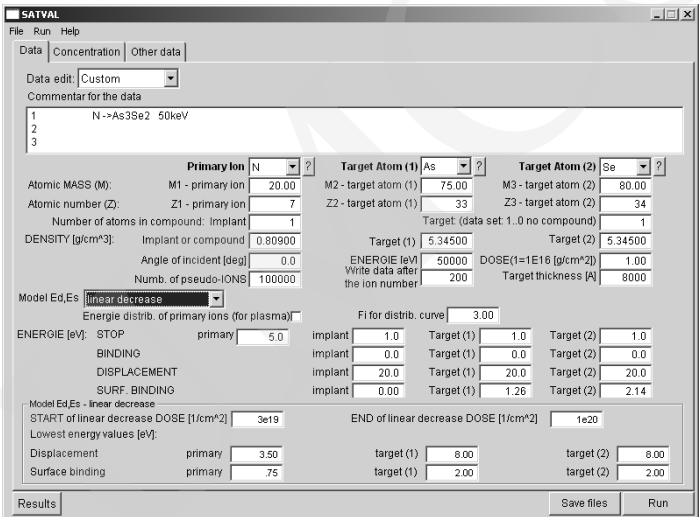 SATVAL
File Run Help
Data Concentration Other data
Data edit: Custom
Commentar for the data
1 N ->As3Se2 50keV
2
3
Primary Ion N ? Target Atom (1) As ? Target Atom (2) Se ?
Atomic MASS (M): M1 - primary ion 20.00 M2 - target atom (1) 75.00 M3 - target atom (2) 80.00
Atomic number (Z): Z1 - primary ion 7 Z2 - target atom (1) 33 Z3 - target atom (2) 34
Number of atoms in compound: Implant 1 Target: (data set: 1..0 no compound) 1
DENSITY [g/cm^3]: Implant or compound 0.80900 Target (1) 5.34500 Target (2) 5.34500
Angle of incident [deg] 0.0 ENERGIE [eV] 50000 DOSE(1=1E16 [g/cm^2]) 1.00
Numb. of pseudo-IONS 100000 Write data after the ion number 200 Target thickness [A] 8000
Model Ed,Es linear decrease
Energie distrib. of primary ions (for plasma) Fi for distrib. curve 3.00
ENERGIE [eV]: STOP primary 5.0 implant 1.0 Target (1) 1.0 Target (2) 1.0
BINDING implant 0.0 Target (1) 0.0 Target (2) 0.0
DISPLACEMENT implant 20.0 Target (1) 20.0 Target (2) 20.0
SURF. BINDING implant 0.00 Target (1) 1.26 Target (2) 2.14
Model Ed,Es - linear decrease
START of linear decrease DOSE [1/cm^2] 3e19 END of linear decrease DOSE [1/cm^2] 1e20
Lowest energy values [eV]:
Displacement primary 3.50 target (1) 8.00 target (2) 8.00
Surface binding primary .75 target (1) 2.00 target (2) 2.00
Results Save files Run